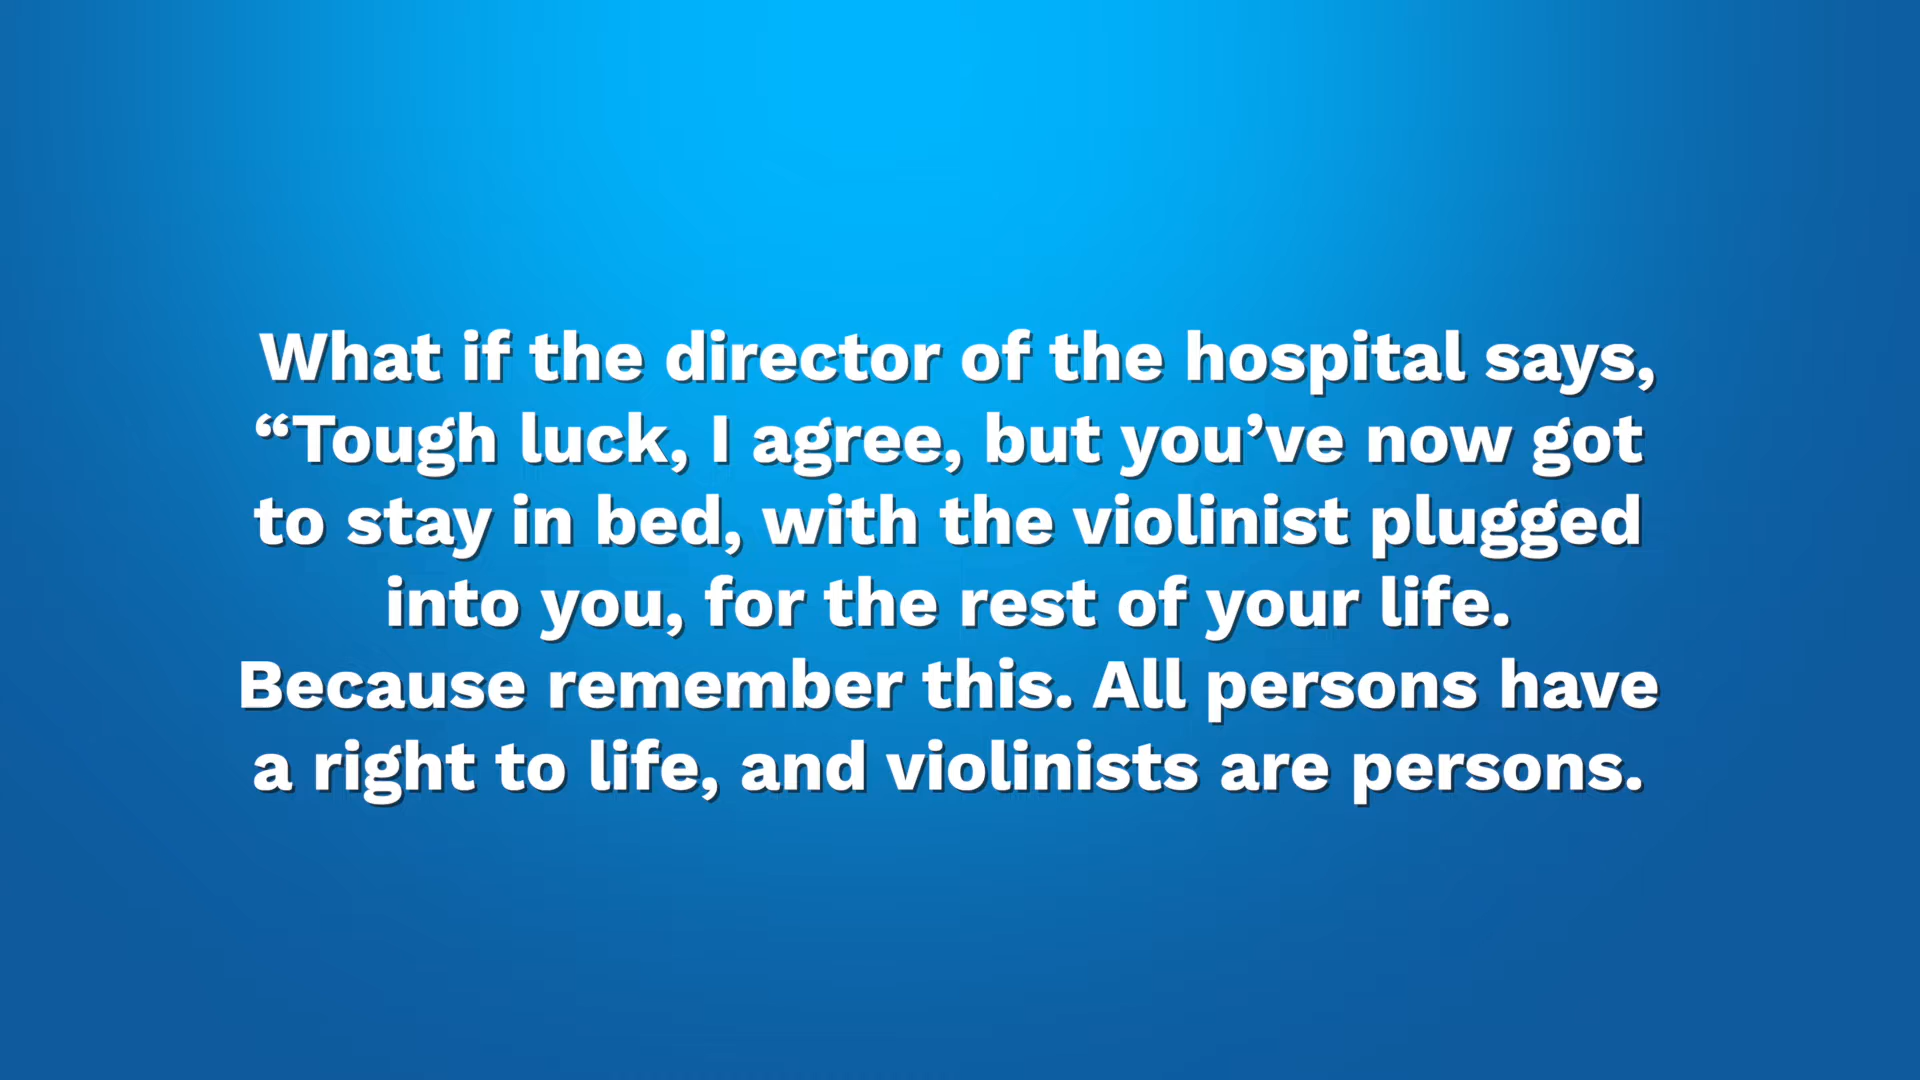 What if the director of the hospital says,
“Tough luck, I agree, but you’ve now got
to stay in bed, with the violinist plugged
into you, for the rest of your life.
Because remember this. All persons have
a right to life, and violinists are persons.